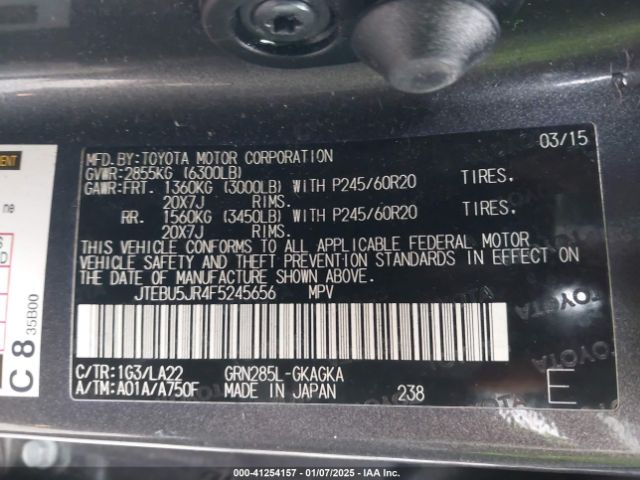 MFD. BY: TOYOTA MOTOR CORPORATION 03/15
GVWR:2855KG (6300LB)
GAWR:FRT. 1360KG (3000LB) WITH P245/60R20 TIRES,
20X7J RIMS.
RR. 1560KG (3450LB) WITH P245/60R20 TIRES,
20X7J RIMS.
THIS VEHICLE CONFORMS TO ALL APPLICABLE FEDERAL MOTOR
VEHICLE SAFETY AND THEFT PREVENTION STANDARDS IN EFFECT ON
THE DATE OF MANUFACTURE SHOWN ABOVE.
JTEBU5JR4F5245656 MPV
C/TR:1G3/LA22 GRN285L-GKAGKA
A/TM:A01A/A750F MADE IN JAPAN 238 E
ne
C 8 35B00
TOYOTA
000-41254157 - 01/07/2025 - IAA Inc.